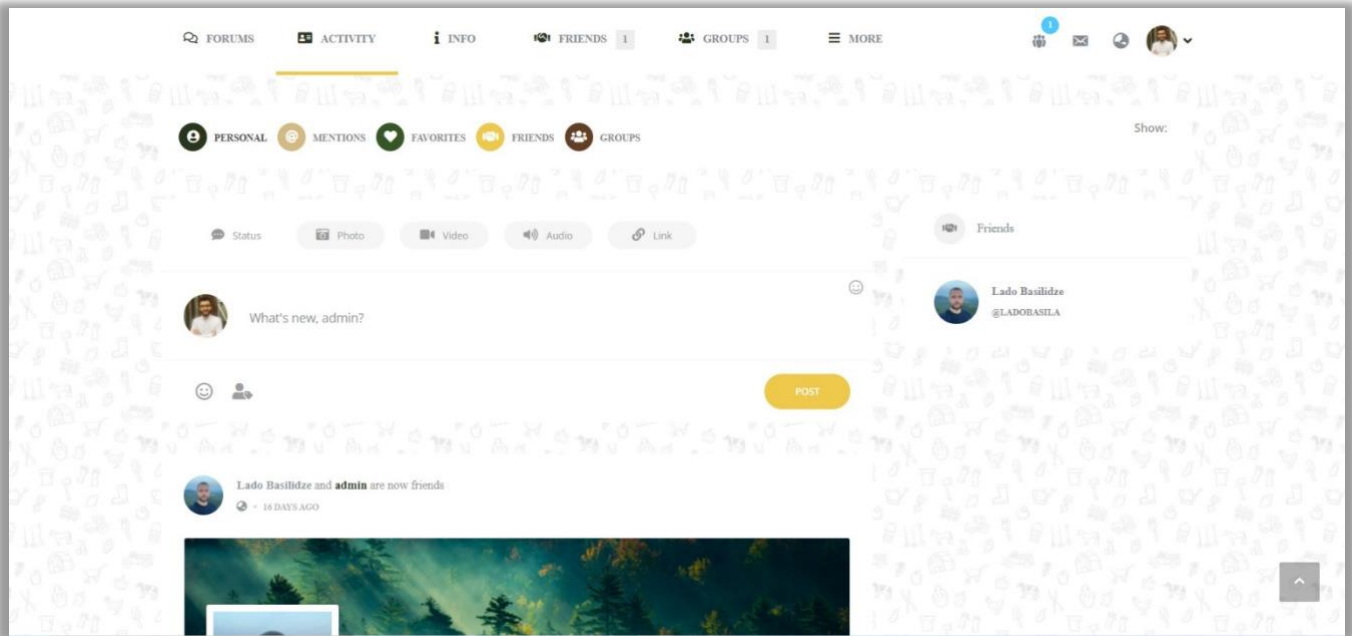 FORUMS ACTIVITY INFO FRIENDS 1 GROUPS 1 MORE
1
PERSONAL MENTIONS FAVORITES FRIENDS GROUPS
Show:
Status Photo Video Audio Link
What's new, admin?
POST
Friends
Lado Basilidze
@LADOBASILA
Lado Basilidze and admin are now friends
16 DAYS AGO